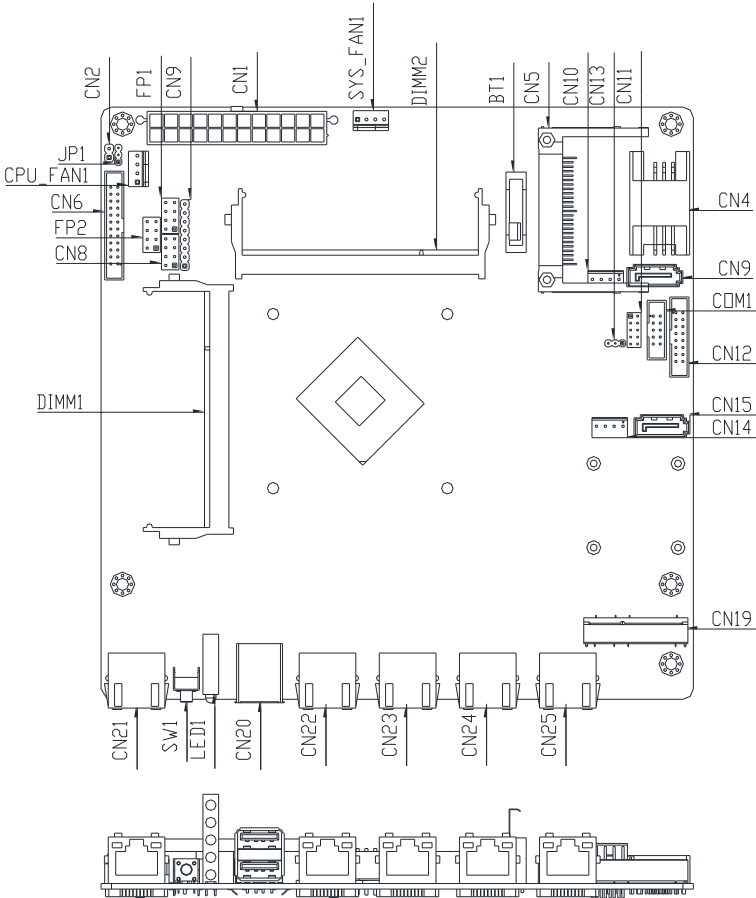 CN2
FP1
CN9
CN1
SYS_FAN1
DIMM2
BT1
CN5
CN10
CN13
CN11
JP1
CPU_FAN1
CN6
FP2
CN8
CN4
CN9
COM1
CN12
DIMM1
CN15
CN14
CN19
CN21
SW1
LED1
CN20
CN22
CN23
CN24
CN25